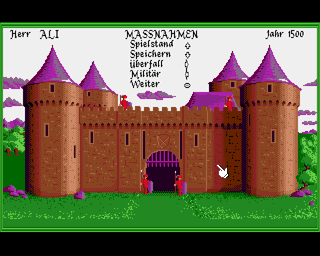 Herr ALI MASSNAHMEN Jahr 1500
Spielstand
Speichern
überfall
Militär
Weiter